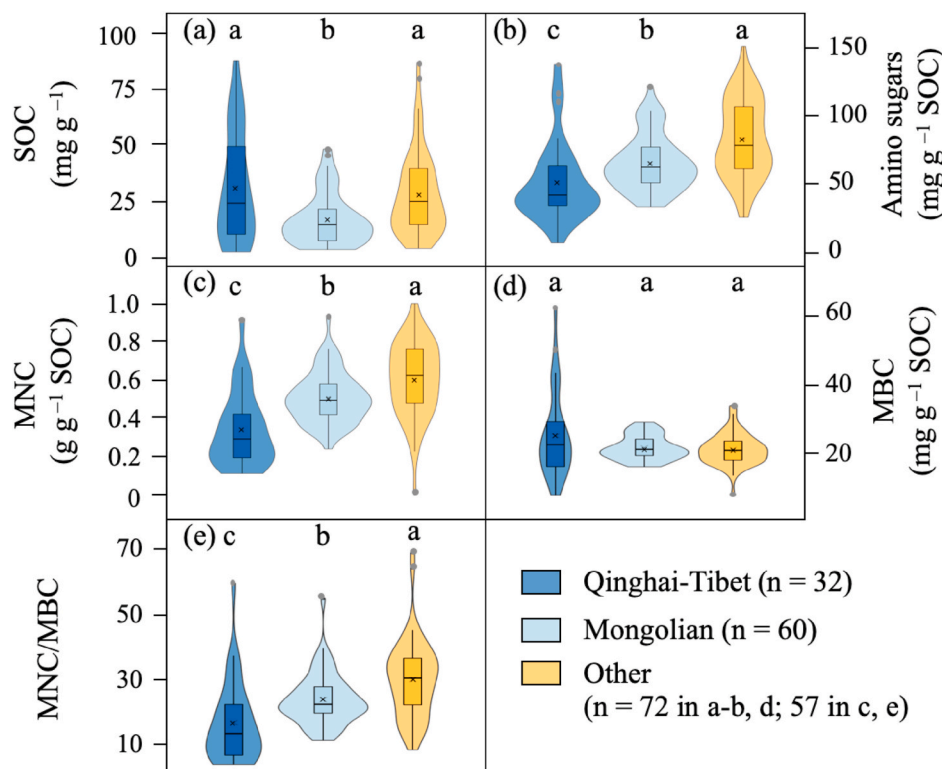 (a) a b a
100
75
50
25
0
SOC
(mg g⁻¹)
(b) c b a
150
100
50
0
Amino sugars
(mg g⁻¹ SOC)
(c) c b a
1.0
0.8
0.6
0.4
0.2
0
MNC
(g g⁻¹ SOC)
(d) a a a
60
40
20
MBC
(mg g⁻¹ SOC)
(e) c b a
70
50
30
10
MNC/MBC
Qinghai-Tibet (n = 32)
Mongolian (n = 60)
Other
(n = 72 in a-b, d; 57 in c, e)